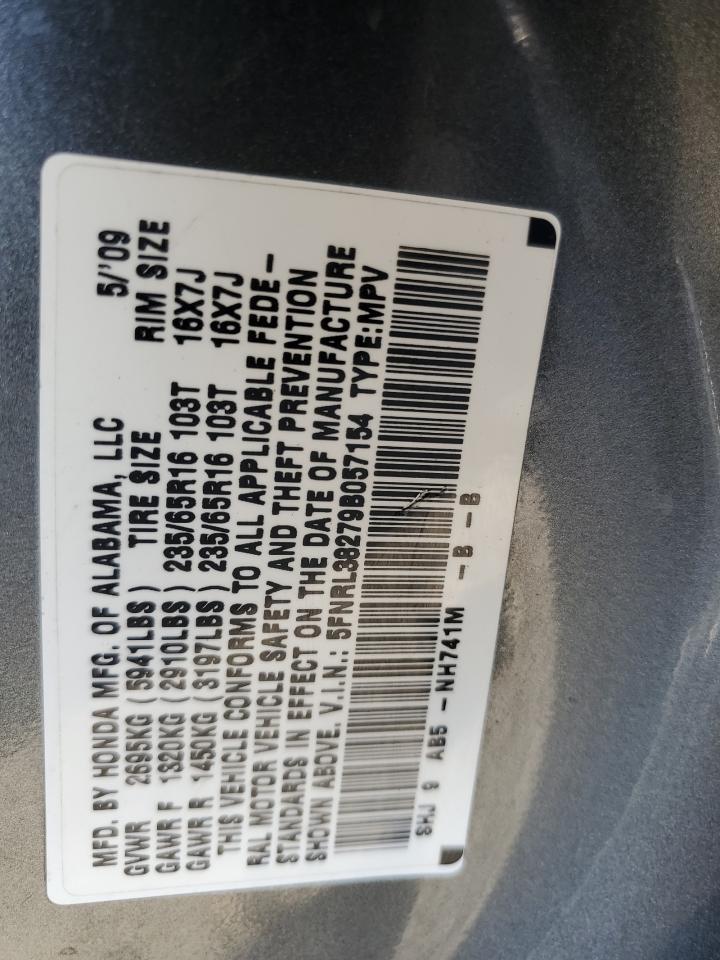 MFD. BY HONDA MFG. OF ALABAMA, LLC 5/'09
GVWR 2695KG (5941LBS) TIRE SIZE RIM SIZE
GAWR F 1320KG (2910LBS) 235/65R16 103T 16X7J
GAWR R 1450KG (3197LBS) 235/65R16 103T 16X7J
THIS VEHICLE CONFORMS TO ALL APPLICABLE FEDE-
RAL MOTOR VEHICLE SAFETY AND THEFT PREVENTION
STANDARDS IN EFFECT ON THE DATE OF MANUFACTURE
SHOWN ABOVE. V.I.N.: 5FNRL38279B057154 TYPE:MPV
SHJ 9 AB5 -NH741M -B -B